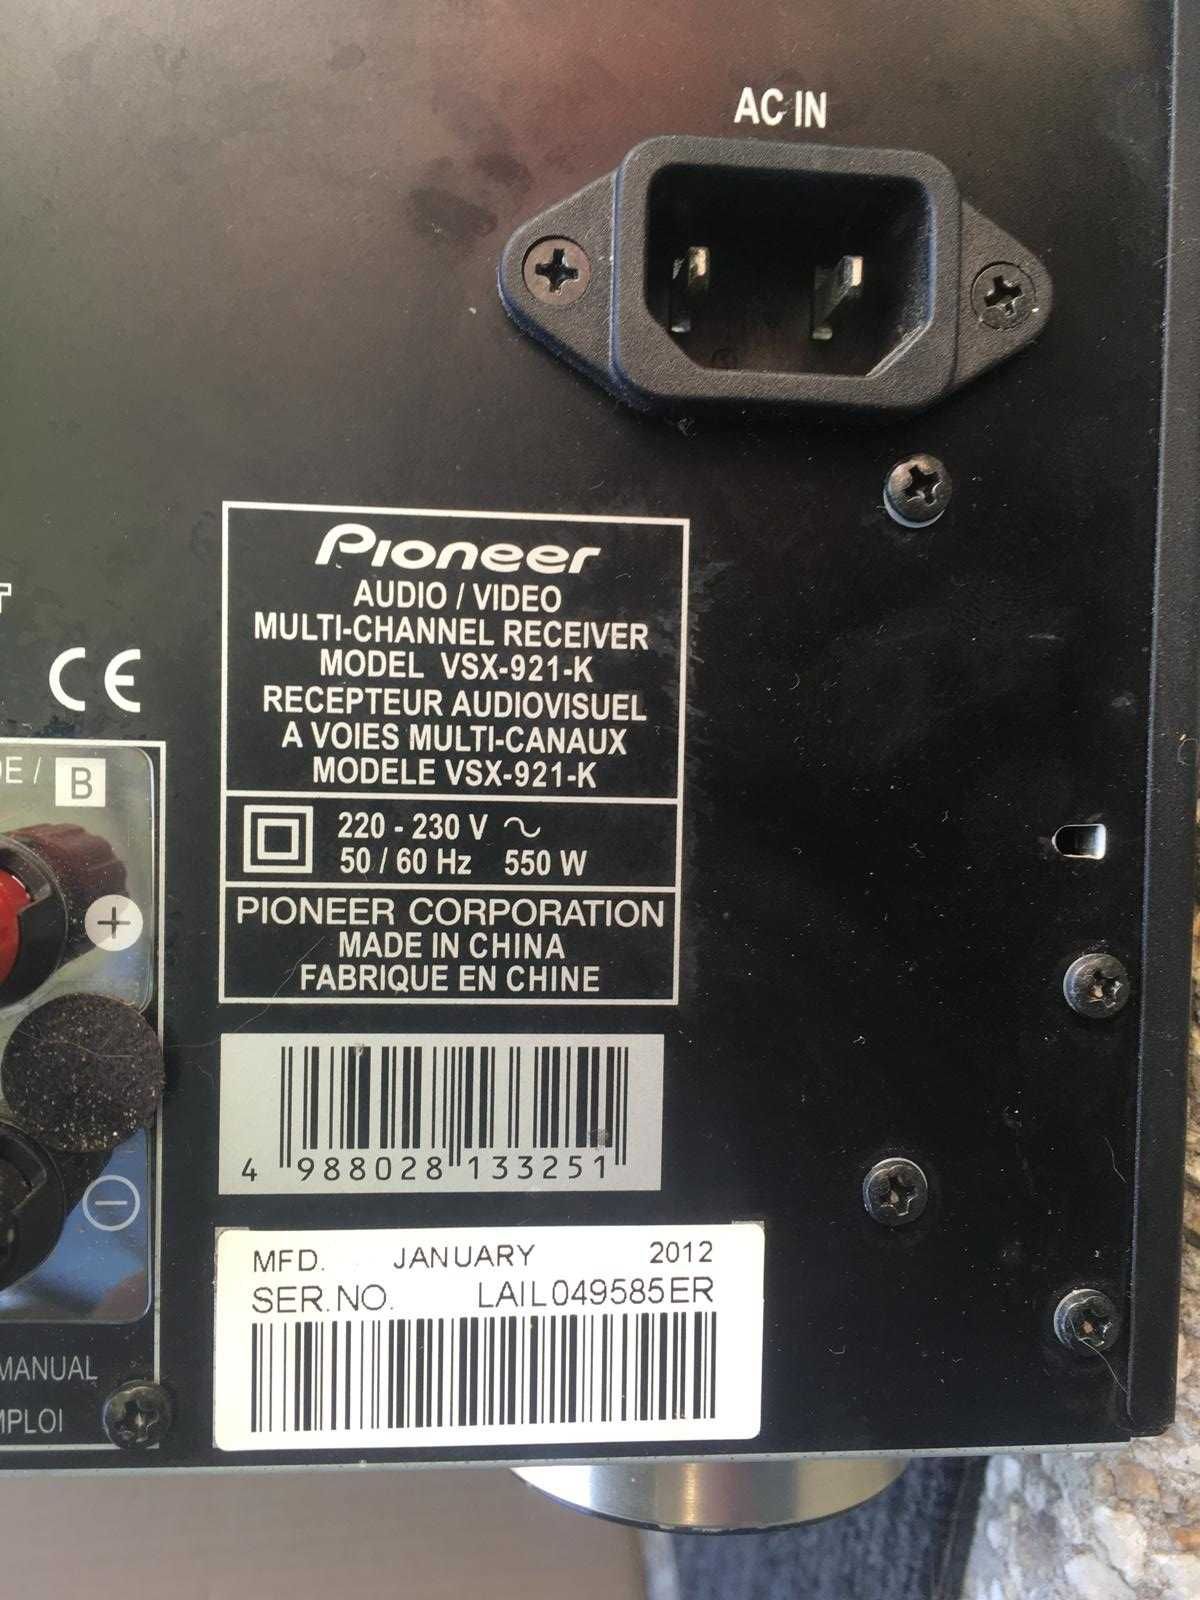 AC IN
Pioneer
AUDIO / VIDEO
MULTI-CHANNEL RECEIVER
MODEL VSX-921-K
RECEPTEUR AUDIOVISUEL
A VOIES MULTI-CANAUX
MODELE VSX-921-K
CE
B
220 - 230 V ~
50 / 60 Hz 550 W
+
PIONEER CORPORATION
MADE IN CHINA
FABRIQUE EN CHINE
4 988028 133251
−
MFD. JANUARY 2012
SER.NO. LAIL049585ER
MANUAL